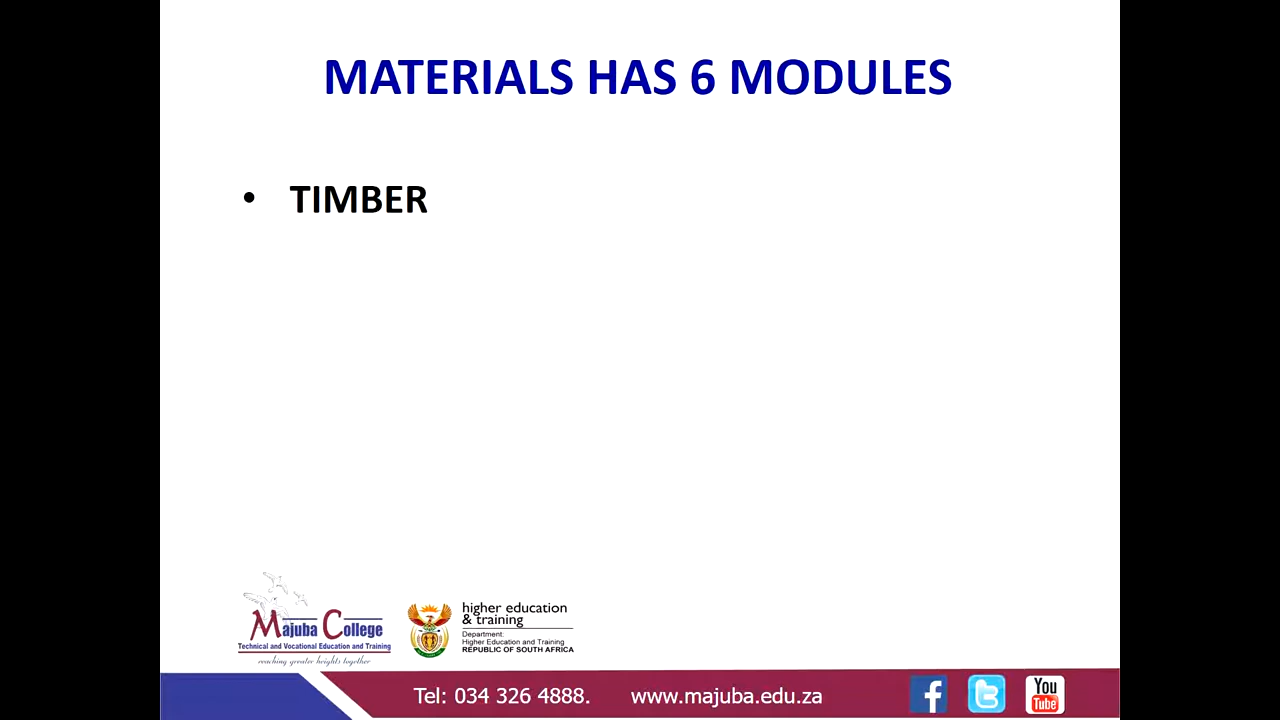 MATERIALS HAS 6 MODULES
• TIMBER
Majuba College
Technical and Vocational Education and Training
reaching greater heights together
higher education
& training
Department:
Higher Education and Training
REPUBLIC OF SOUTH AFRICA
Tel: 034 326 4888. www.majuba.edu.za
You
Tube